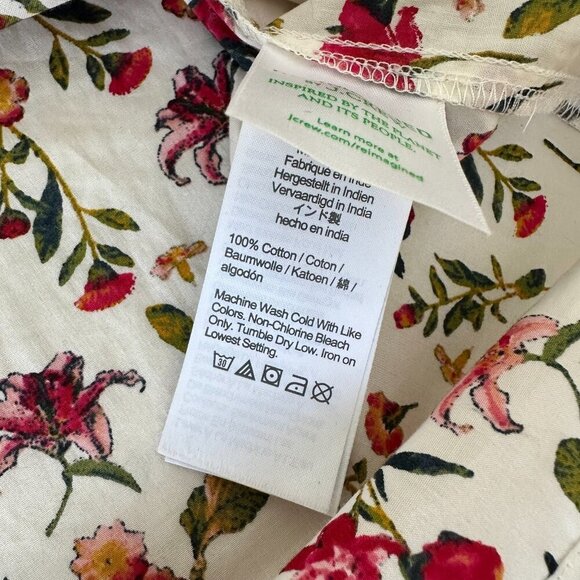 INSPIRED BY THE PLANET
AND ITS PEOPLE.
Learn more at
jcrew.com/reimagined
Fabriqué en Inde
Hergestellt in Indien
Vervaardigd in India
インド製
hecho en india
100% Cotton / Coton /
Baumwolle / Katoen / 綿 /
algodón
Machine Wash Cold With Like
Colors. Non-Chlorine Bleach
Only. Tumble Dry Low. Iron on
Lowest Setting.
30